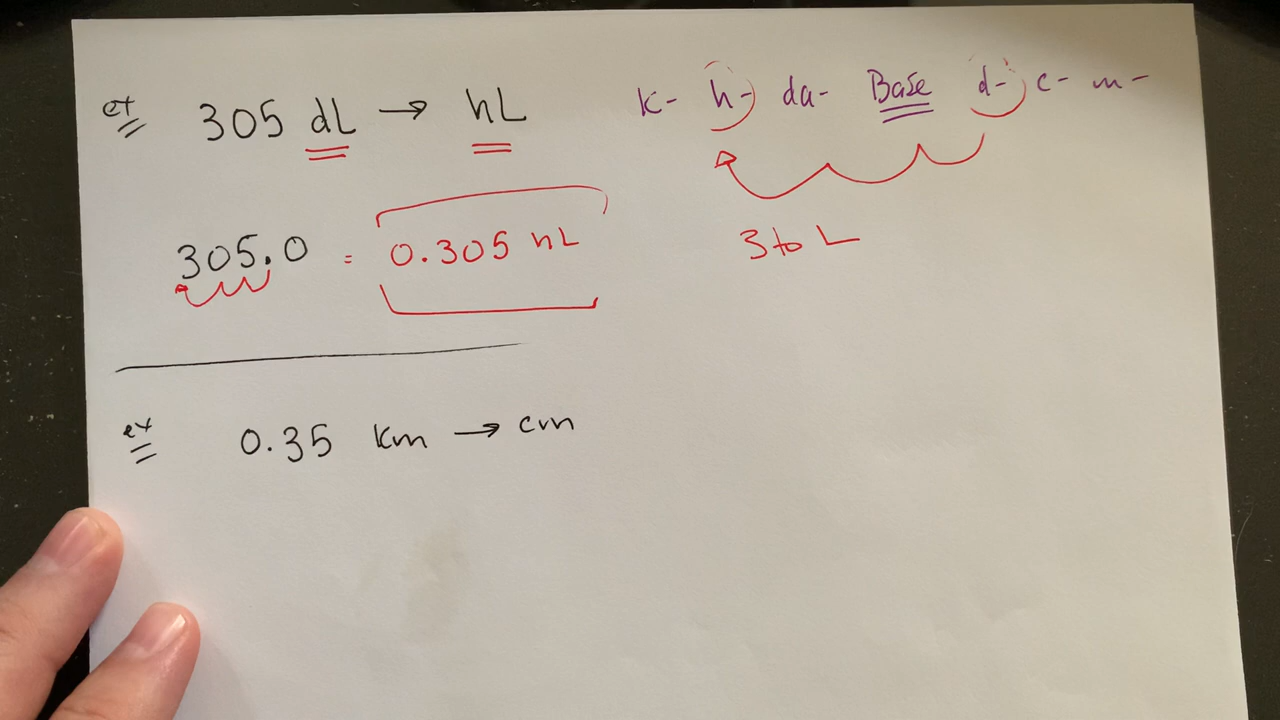 ex 305 dL → hL
k- h- da- Base d- c- m-
305.0 = 0.305 hL
3 to L
ex 0.35 km → cm